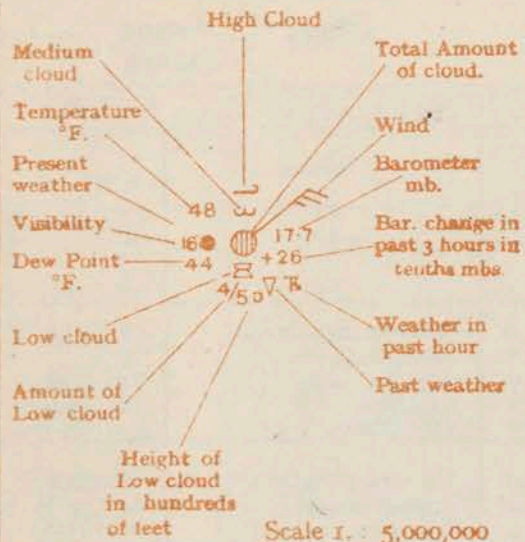 High Cloud
Medium
cloud
Total Amount
of cloud.
Temperature
°F.
Wind
Present
weather
Barometer
mb.
48
Visibility
16
17·7
Bar. change in
past 3 hours in
tenths mbs.
Dew Point
°F.
44
+26
4/50
Low cloud
Weather in
past hour
Amount of
Low cloud
Past weather
Height of
Low cloud
in hundreds
of feet
Scale 1. : 5,000,000